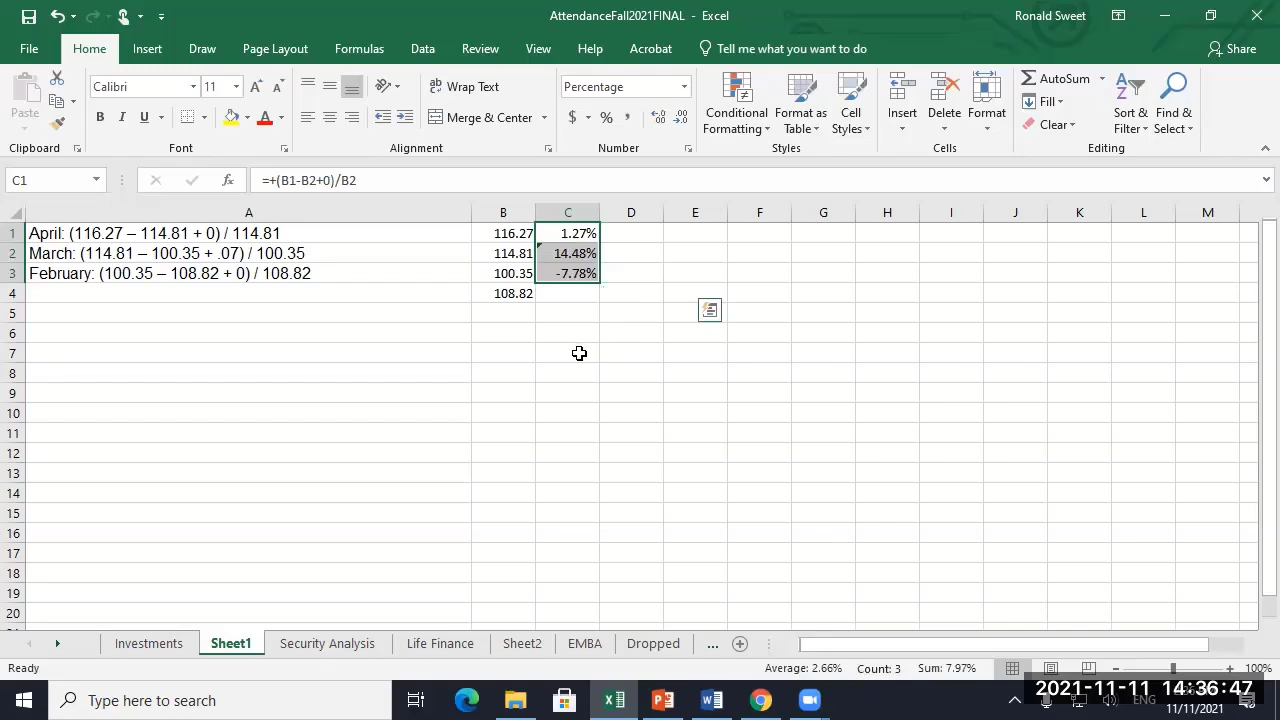 AttendanceFall2021FINAL - Excel
Ronald Sweet
File Home Insert Draw Page Layout Formulas Data Review View Help Acrobat Tell me what you want to do Share
Paste
Clipboard
Calibri 11
B I U
Font
Wrap Text
Merge & Center
Alignment
Percentage
$ % ,
Number
Conditional Formatting
Format as Table
Cell Styles
Styles
Insert Delete Format
Cells
AutoSum
Fill
Clear
Sort & Filter
Find & Select
Editing
C1 fx =+(B1-B2+0)/B2
A B C D E F G H I J K L M
1 April: (116.27 – 114.81 + 0) / 114.81 116.27 1.27%
2 March: (114.81 – 100.35 + .07) / 100.35 114.81 14.48%
3 February: (100.35 – 108.82 + 0) / 108.82 100.35 -7.78%
4 108.82
5
6
7
8
9
10
11
12
13
14
15
16
17
18
19
20
Investments Sheet1 Security Analysis Life Finance Sheet2 EMBA Dropped ...
Ready Average: 2.66% Count: 3 Sum: 7.97% 100%
Type here to search
2021-11-11 14:36:47
ENG
11/11/2021